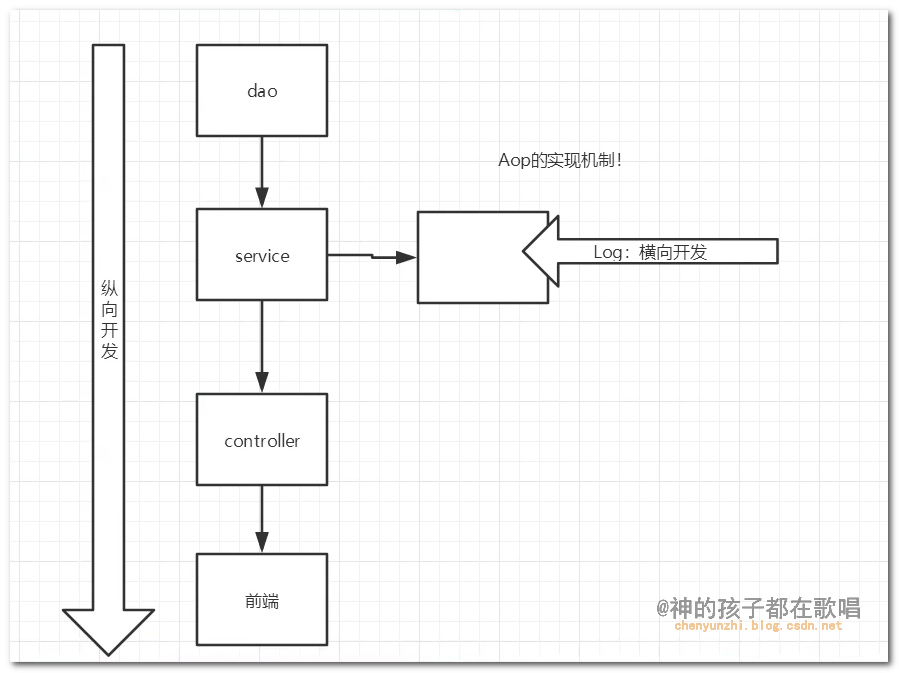 dao
Aop的实现机制！
service
Log：横向开发
纵向开发
controller
前端
@神的孩子都在歌唱
chenyunzhi.blog.csdn.net